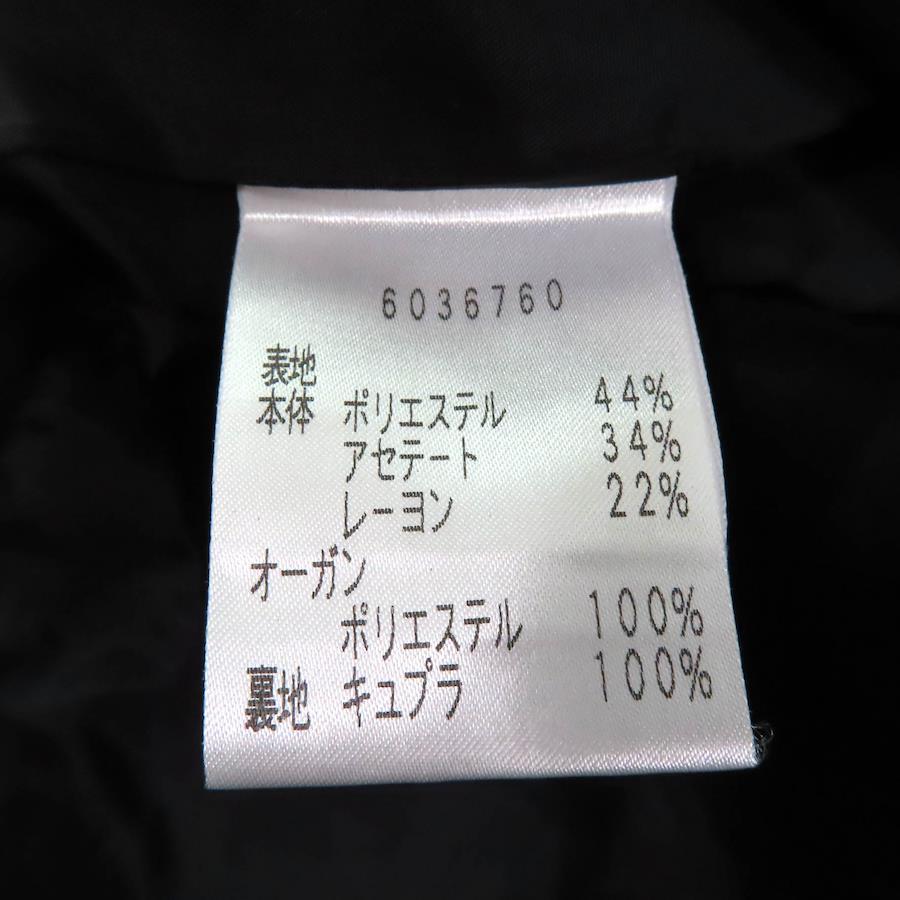 6036760
表地
本体 ポリエステル 44%
アセテート 34%
レーヨン 22%
オーガン
ポリエステル 100%
裏地 キュプラ 100%